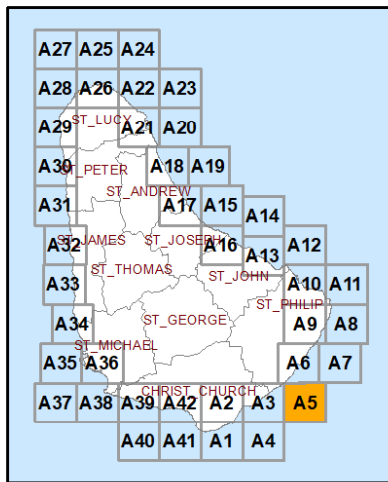 A27 A25 A24
A28 A26 A22 A23
A29 ST_LUCY A21 A20
A30 ST_PETER A18 A19
ST_ANDREW
A31 A17 A15 A14
A32 ST_JAMES ST_JOSEPH A16 A13 A12
ST_THOMAS ST_JOHN
A33 A10 A11
ST_PHILIP
A34 ST_GEORGE A9 A8
ST_MICHAEL
A35 A36 A6 A7
CHRIST_CHURCH
A37 A38 A39 A42 A2 A3 A5
A40 A41 A1 A4